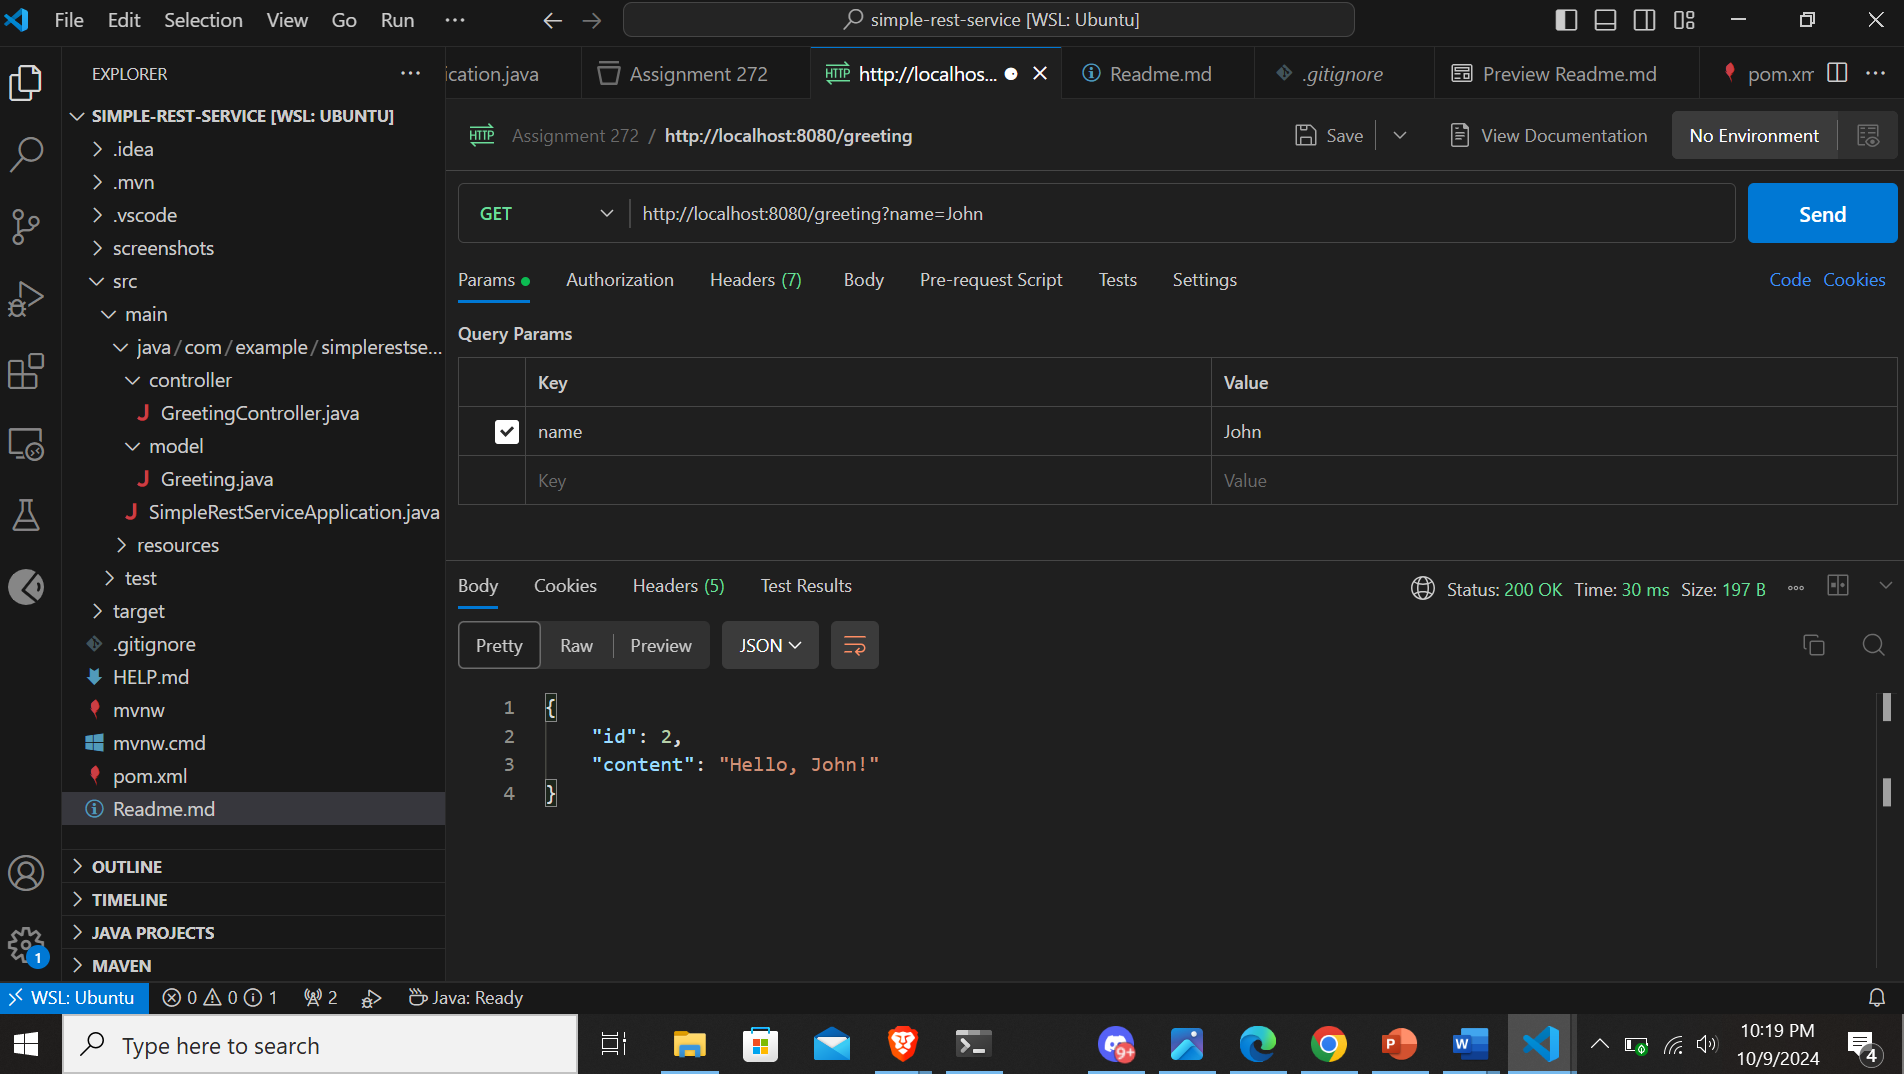 File Edit Selection View Go Run ···
simple-rest-service [WSL: Ubuntu]
EXPLORER
ication.java
Assignment 272
HTTP http://localhos...
Readme.md
.gitignore
Preview Readme.md
pom.xm
SIMPLE-REST-SERVICE [WSL: UBUNTU]
.idea
.mvn
.vscode
screenshots
src
main
java/com/example/simplerestse...
controller
GreetingController.java
model
Greeting.java
SimpleRestServiceApplication.java
resources
test
target
.gitignore
HELP.md
mvnw
mvnw.cmd
pom.xml
Readme.md
OUTLINE
TIMELINE
JAVA PROJECTS
MAVEN
HTTP Assignment 272 / http://localhost:8080/greeting
Save
View Documentation
No Environment
GET http://localhost:8080/greeting?name=John
Send
Params Authorization Headers (7) Body Pre-request Script Tests Settings
Code Cookies
Query Params
Key Value
name John
Key Value
Body Cookies Headers (5) Test Results
Status: 200 OK Time: 30 ms Size: 197 B
Pretty Raw Preview JSON
1 {
2 "id": 2,
3 "content": "Hello, John!"
4 }
1
WSL: Ubuntu 0 0 1 2 Java: Ready
Type here to search
9+
P
W
10:19 PM
10/9/2024
4